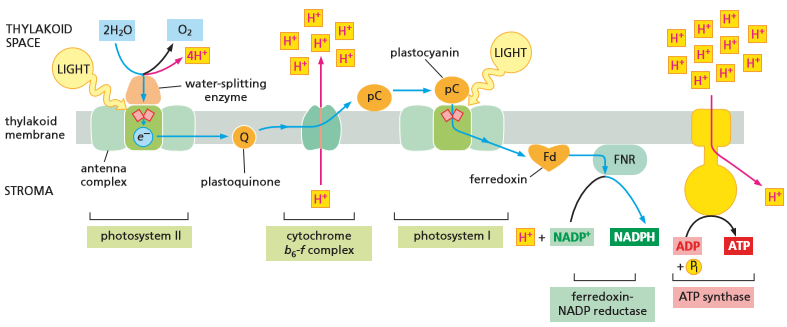 THYLAKOID
SPACE
2H₂O
O₂
4H⁺
LIGHT
water-splitting
enzyme
H⁺
H⁺
H⁺
H⁺
H⁺
H⁺
plastocyanin
LIGHT
H⁺
H⁺
H⁺
H⁺
H⁺
H⁺
H⁺
H⁺
H⁺
pC
pC
thylakoid
membrane
e⁻
Q
antenna
complex
plastoquinone
Fd
FNR
ferredoxin
STROMA
H⁺
H⁺
photosystem II
cytochrome
b₆-f complex
photosystem I
H⁺ + NADP⁺
NADPH
ADP
+ Pᵢ
ATP
ferredoxin-
NADP reductase
ATP synthase